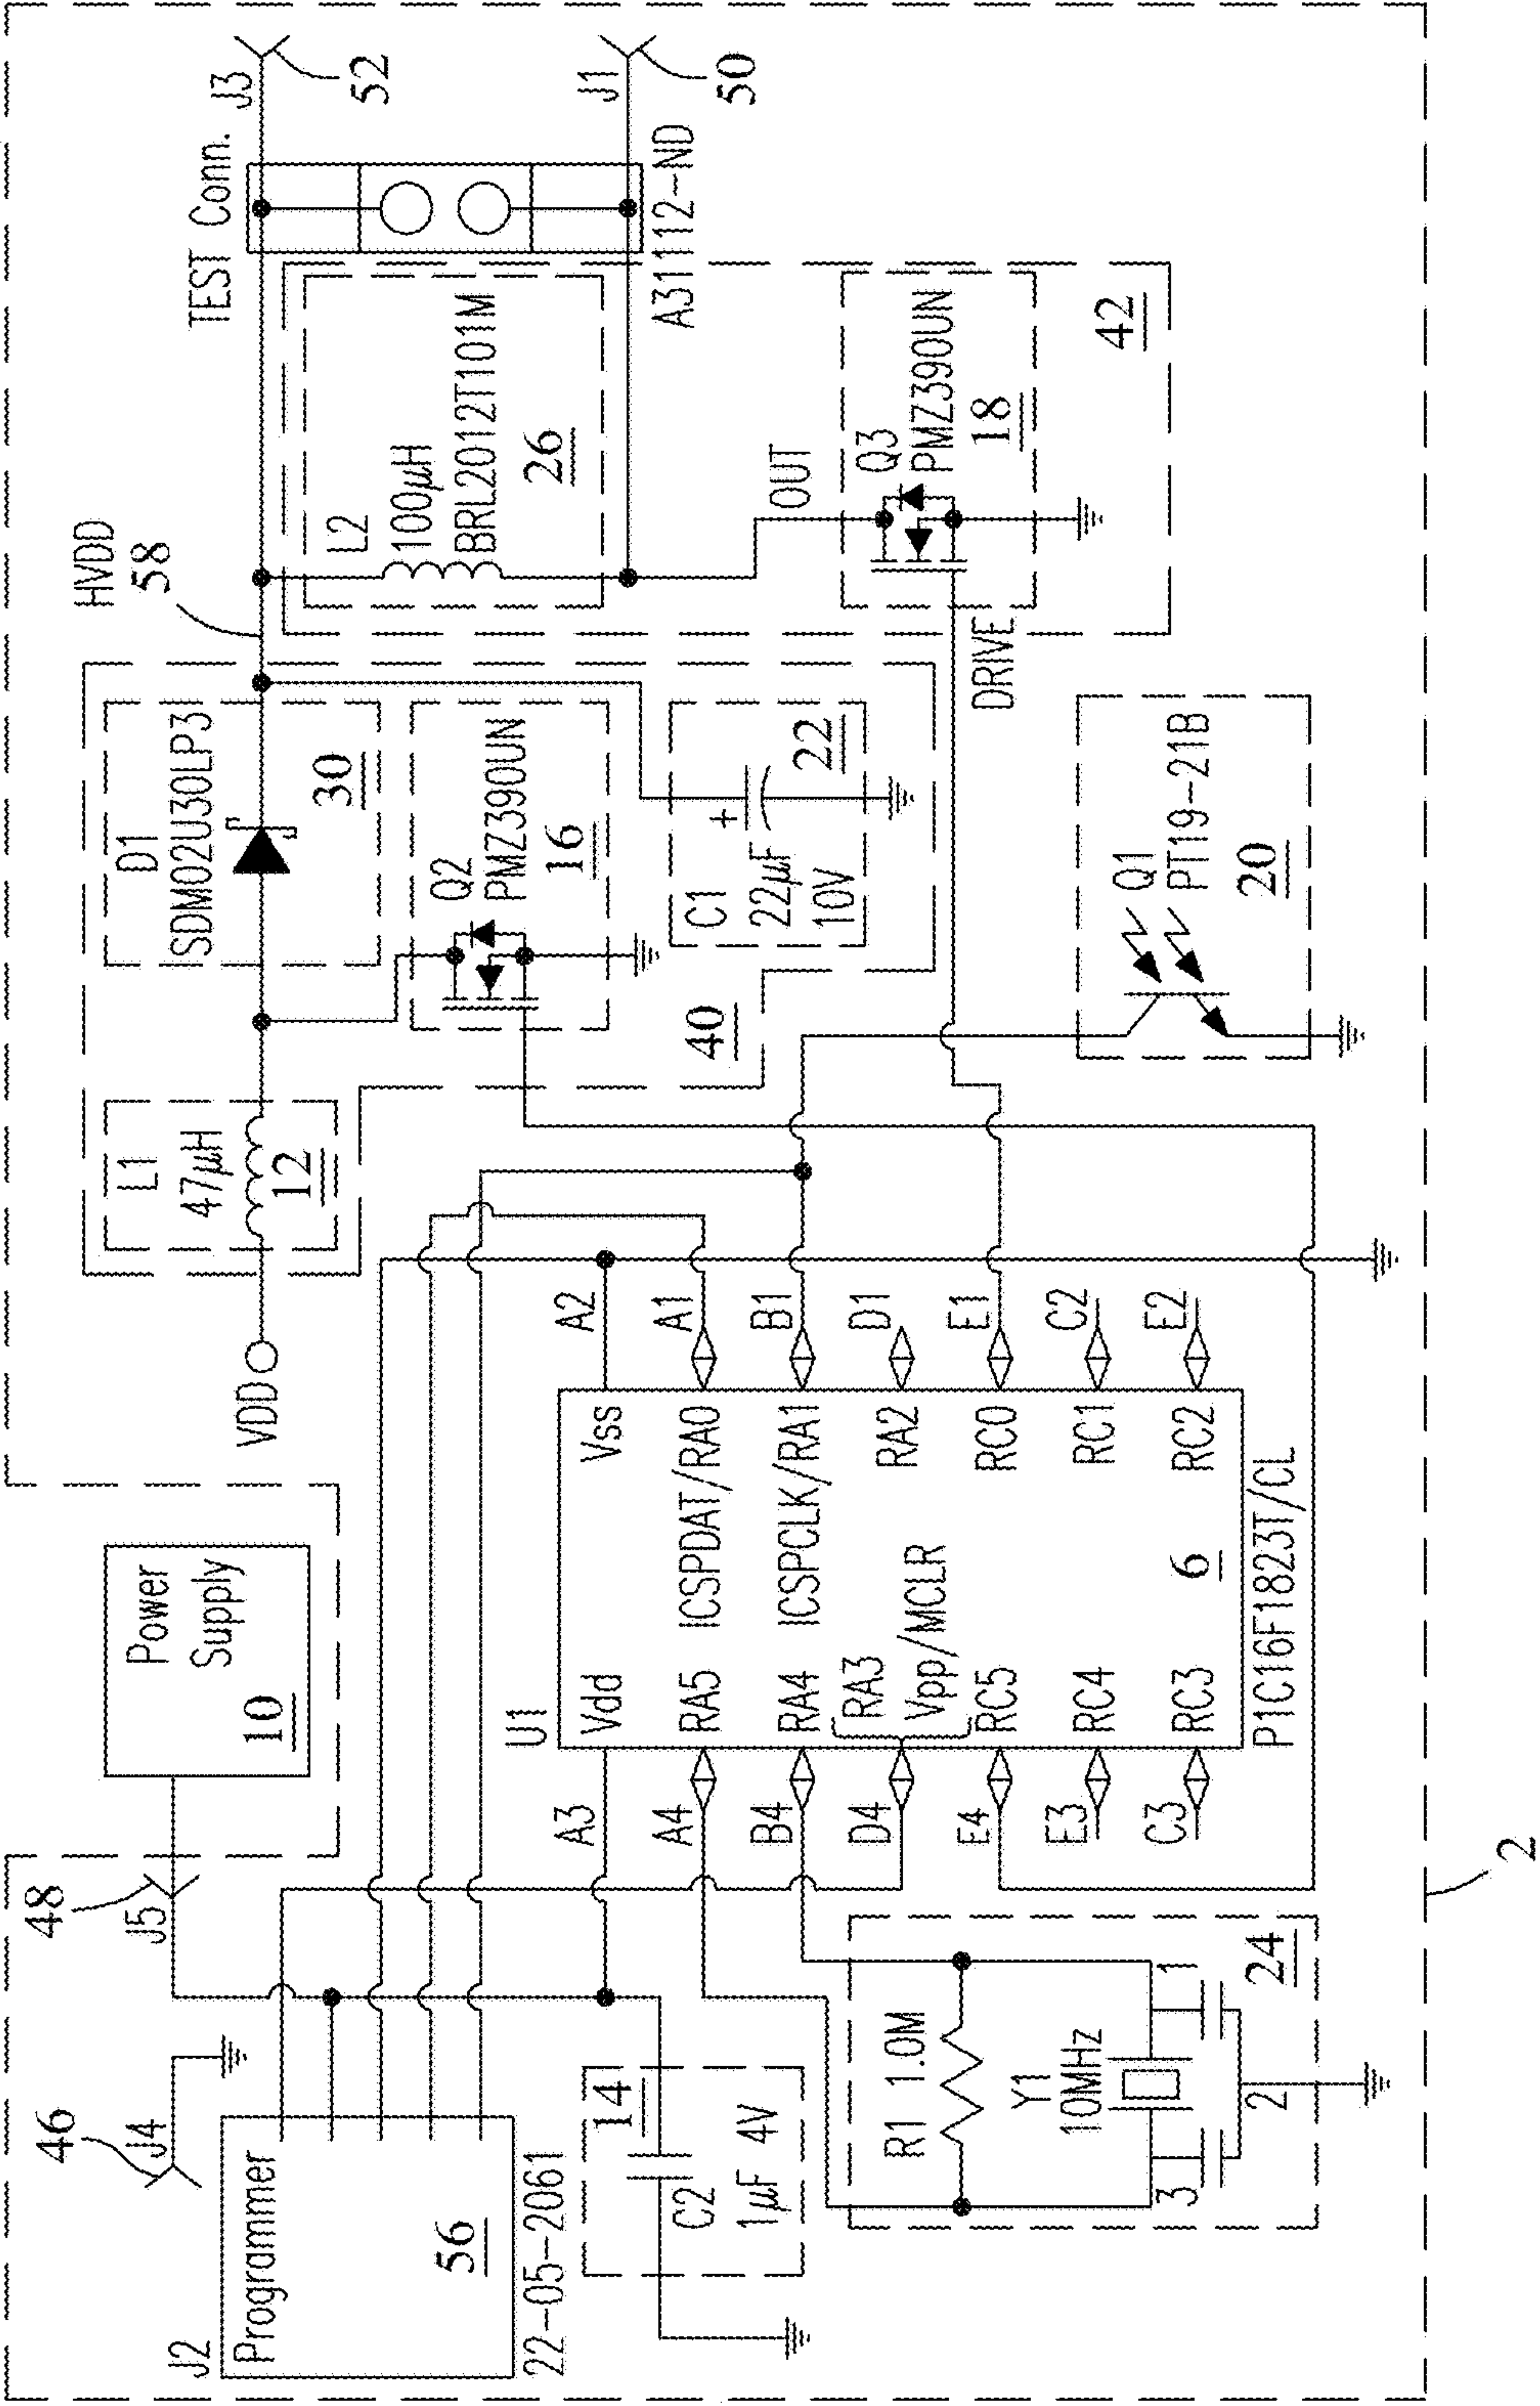 J2
Programmer
56
22-05-2061
46
J4
48
J5
Power
Supply
10
VDD
L1
47µH
12
D1
SDM02U30LP3
30
HVDD
58
TEST Conn.
J3
52
J1
50
A31112-ND
L2
100µH
BRL2012T101M
26
Q2
PMZ390UN
16
40
C1
+
22µF
10V
22
OUT
Q3
PMZ390UN
18
42
DRIVE
Q1
PT19-21B
20
14
C2
1µF 4V
U1
A3
Vdd
Vss
A2
A4
RA5
ICSPDAT/RA0
A1
B4
RA4
ICSPCLK/RA1
B1
D4
RA3
Vpp/MCLR
RA2
D1
E4
RC5
RC0
E1
E3
RC4
RC1
C2
C3
RC3
RC2
E2
6
P1C16F1823T/CL
R1 1.0M
Y1
10MHz
3
1
2
24
2